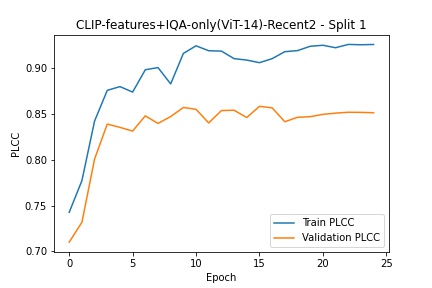 CLIP-features+IQA-only(ViT-14)-Recent2 - Split 1
PLCC
0.90
0.85
0.80
0.75
0.70
Train PLCC
Validation PLCC
0 5 10 15 20 25
Epoch